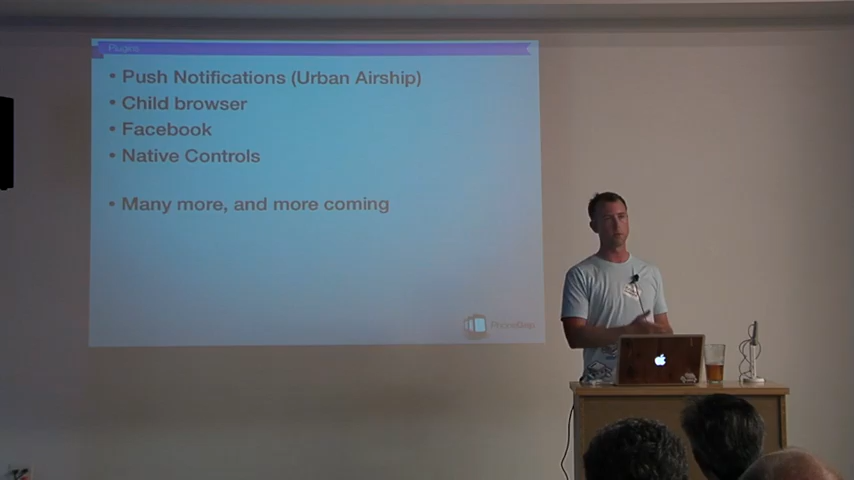 Plugins
• Push Notifications (Urban Airship)
• Child browser
• Facebook
• Native Controls
• Many more, and more coming
PhoneGap